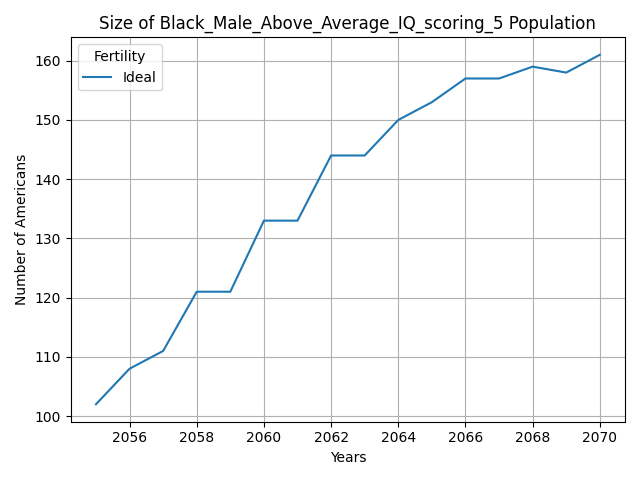 Size of Black_Male_Above_Average_IQ_scoring_5 Population
Fertility
Ideal
Number of Americans
160
150
140
130
120
110
100
2056 2058 2060 2062 2064 2066 2068 2070
Years